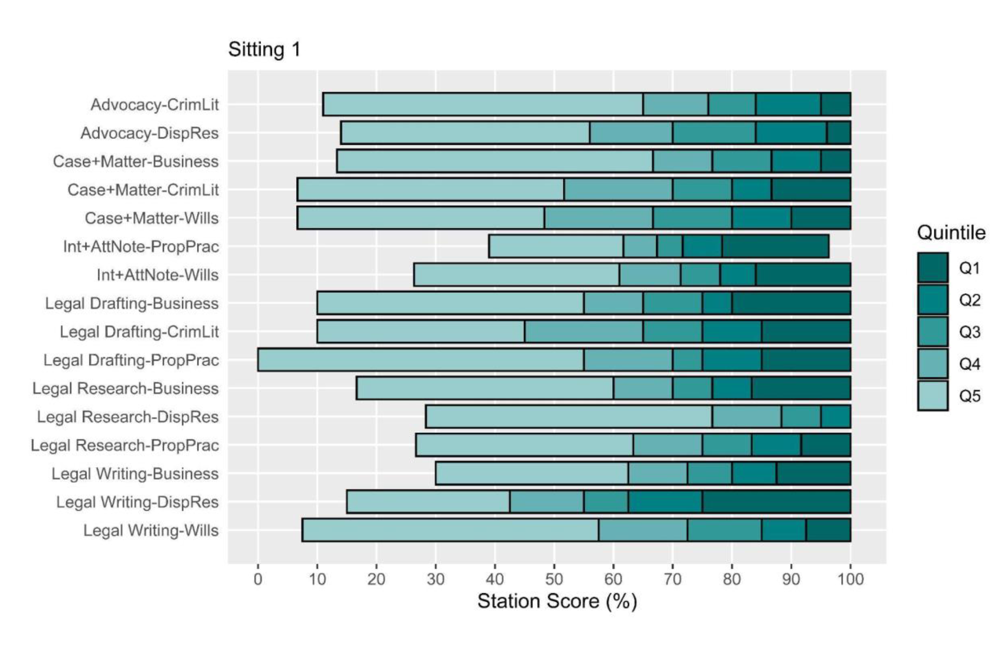 Sitting 1
Advocacy-CrimLit
Advocacy-DispRes
Case+Matter-Business
Case+Matter-CrimLit
Case+Matter-Wills
Int+AttNote-PropPrac
Int+AttNote-Wills
Legal Drafting-Business
Legal Drafting-CrimLit
Legal Drafting-PropPrac
Legal Research-Business
Legal Research-DispRes
Legal Research-PropPrac
Legal Writing-Business
Legal Writing-DispRes
Legal Writing-Wills
0 10 20 30 40 50 60 70 80 90 100
Station Score (%)
Quintile
Q1
Q2
Q3
Q4
Q5